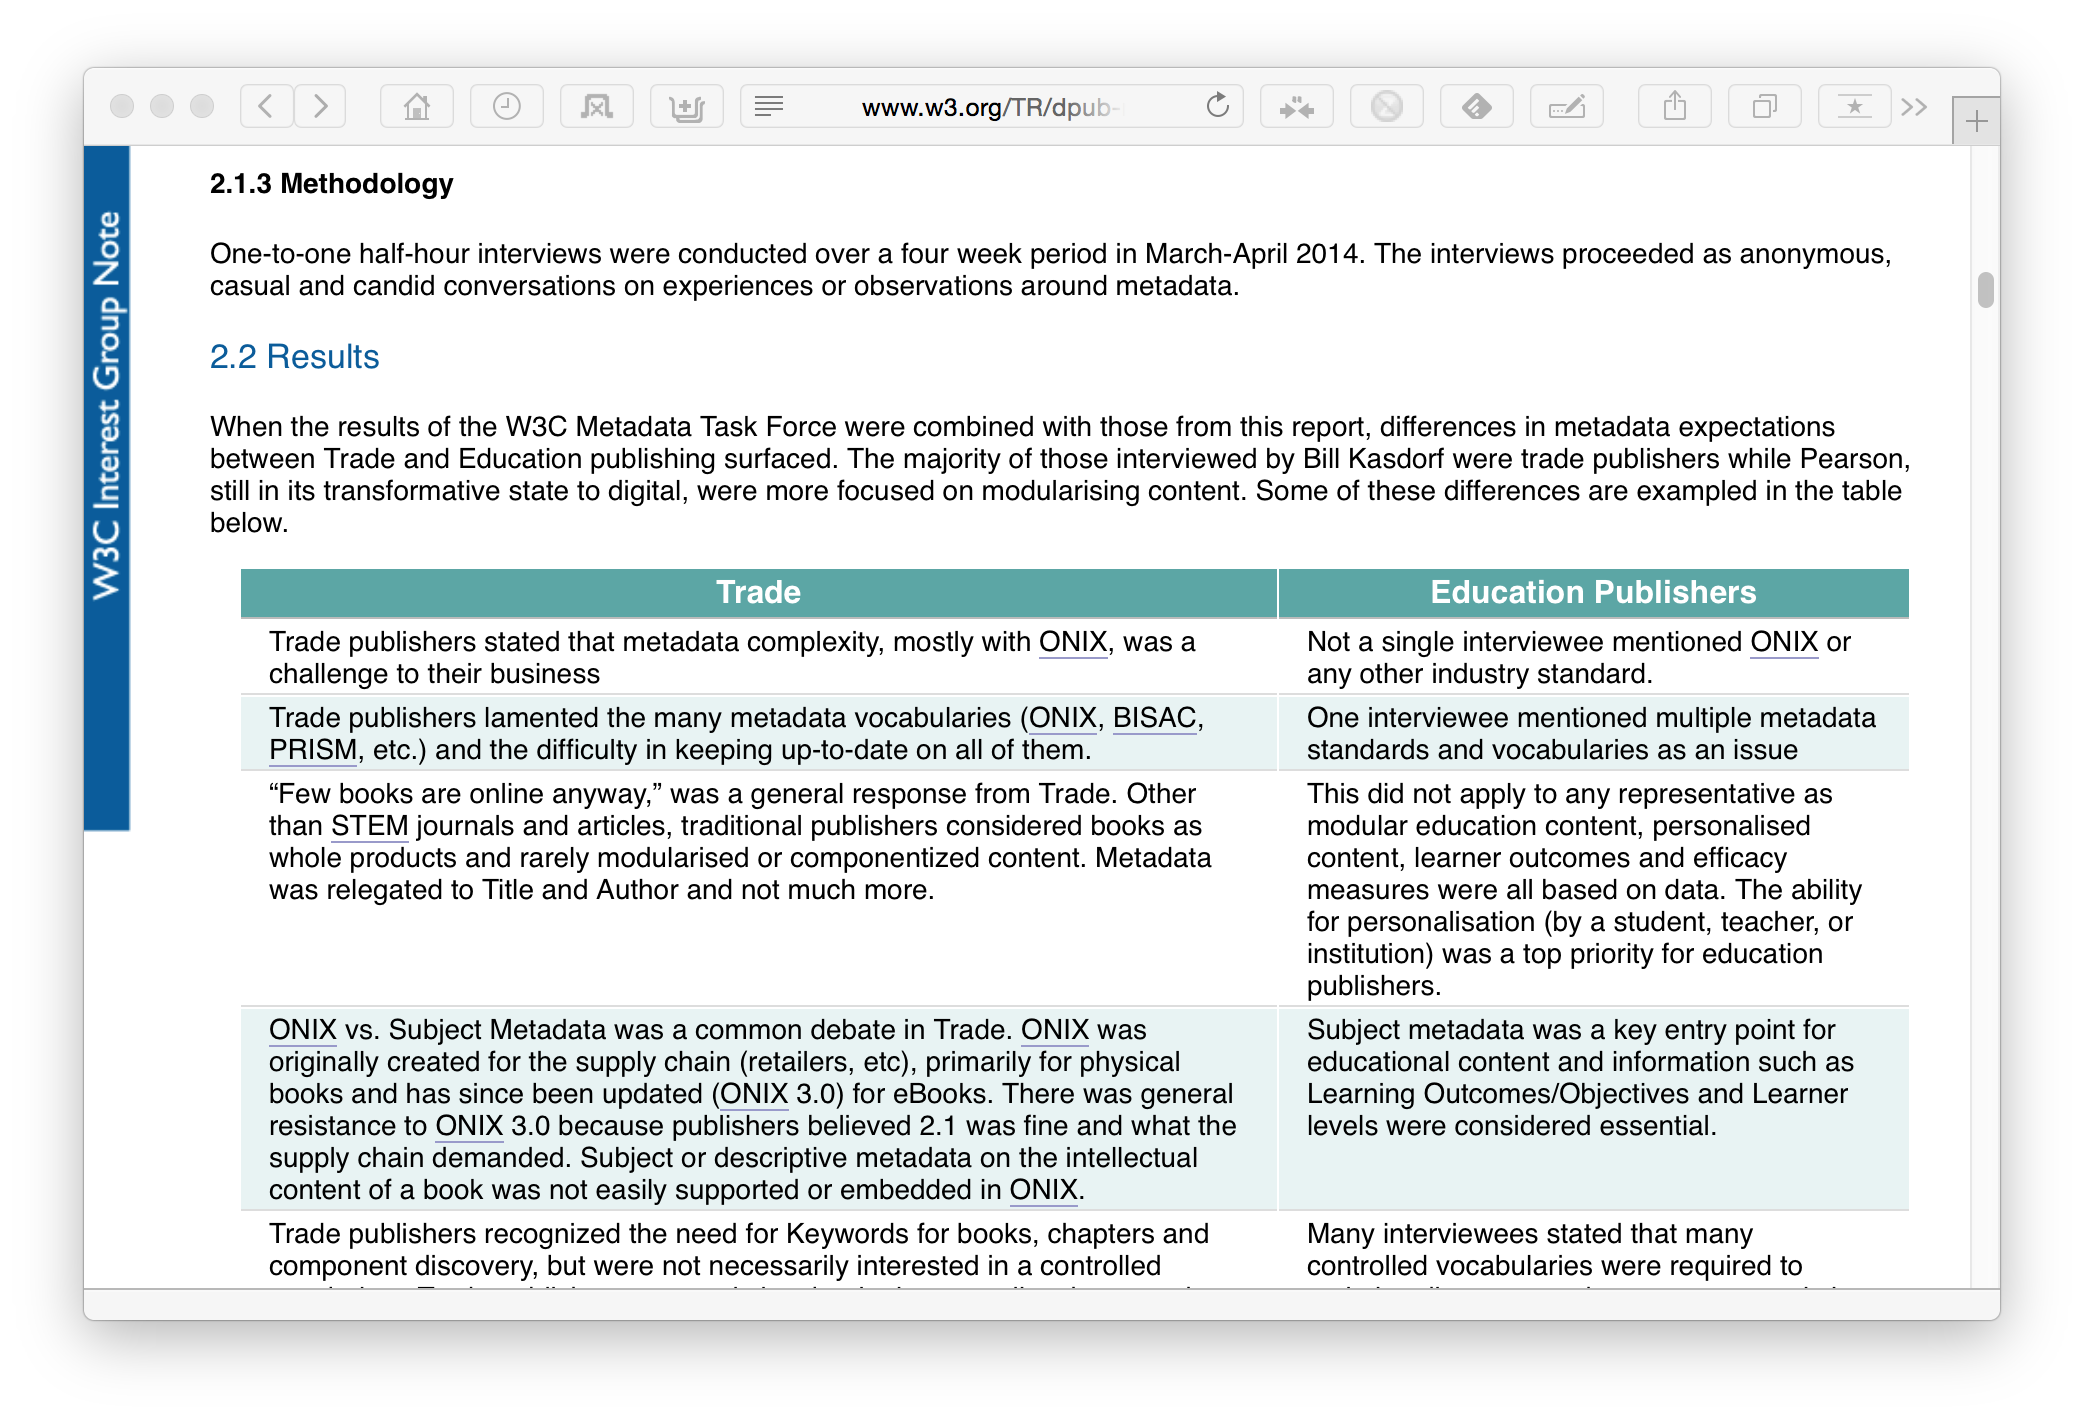 www.w3.org/TR/dpub-
W3C Interest Group Note
2.1.3 Methodology
One-to-one half-hour interviews were conducted over a four week period in March-April 2014. The interviews proceeded as anonymous,
casual and candid conversations on experiences or observations around metadata.
2.2 Results
When the results of the W3C Metadata Task Force were combined with those from this report, differences in metadata expectations
between Trade and Education publishing surfaced. The majority of those interviewed by Bill Kasdorf were trade publishers while Pearson,
still in its transformative state to digital, were more focused on modularising content. Some of these differences are exampled in the table
below.
Trade
Education Publishers
Trade publishers stated that metadata complexity, mostly with ONIX, was a
challenge to their business
Not a single interviewee mentioned ONIX or
any other industry standard.
Trade publishers lamented the many metadata vocabularies (ONIX, BISAC,
PRISM, etc.) and the difficulty in keeping up-to-date on all of them.
One interviewee mentioned multiple metadata
standards and vocabularies as an issue
“Few books are online anyway,” was a general response from Trade. Other
than STEM journals and articles, traditional publishers considered books as
whole products and rarely modularised or componentized content. Metadata
was relegated to Title and Author and not much more.
This did not apply to any representative as
modular education content, personalised
content, learner outcomes and efficacy
measures were all based on data. The ability
for personalisation (by a student, teacher, or
institution) was a top priority for education
publishers.
ONIX vs. Subject Metadata was a common debate in Trade. ONIX was
originally created for the supply chain (retailers, etc), primarily for physical
books and has since been updated (ONIX 3.0) for eBooks. There was general
resistance to ONIX 3.0 because publishers believed 2.1 was fine and what the
supply chain demanded. Subject or descriptive metadata on the intellectual
content of a book was not easily supported or embedded in ONIX.
Subject metadata was a key entry point for
educational content and information such as
Learning Outcomes/Objectives and Learner
levels were considered essential.
Trade publishers recognized the need for Keywords for books, chapters and
component discovery, but were not necessarily interested in a controlled
Many interviewees stated that many
controlled vocabularies were required to